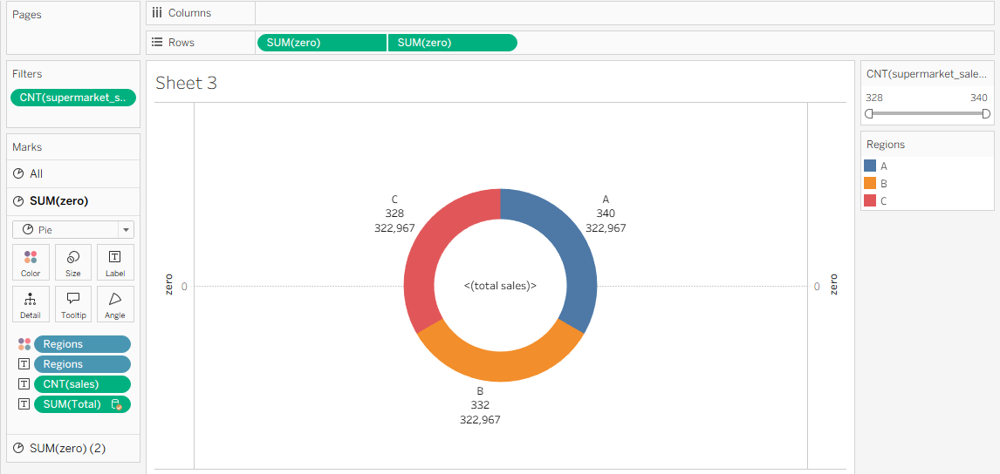 Pages
Columns
Rows
SUM(zero)
SUM(zero)
Filters
CNT(supermarket_s..
Marks
All
SUM(zero)
Pie
Color
Size
Label
Detail
Tooltip
Angle
Regions
Regions
CNT(sales)
SUM(Total)
SUM(zero) (2)
Sheet 3
zero
0
C
328
322,967
A
340
322,967
<(total sales)>
B
332
322,967
0
zero
CNT(supermarket_sale...
328
340
Regions
A
B
C